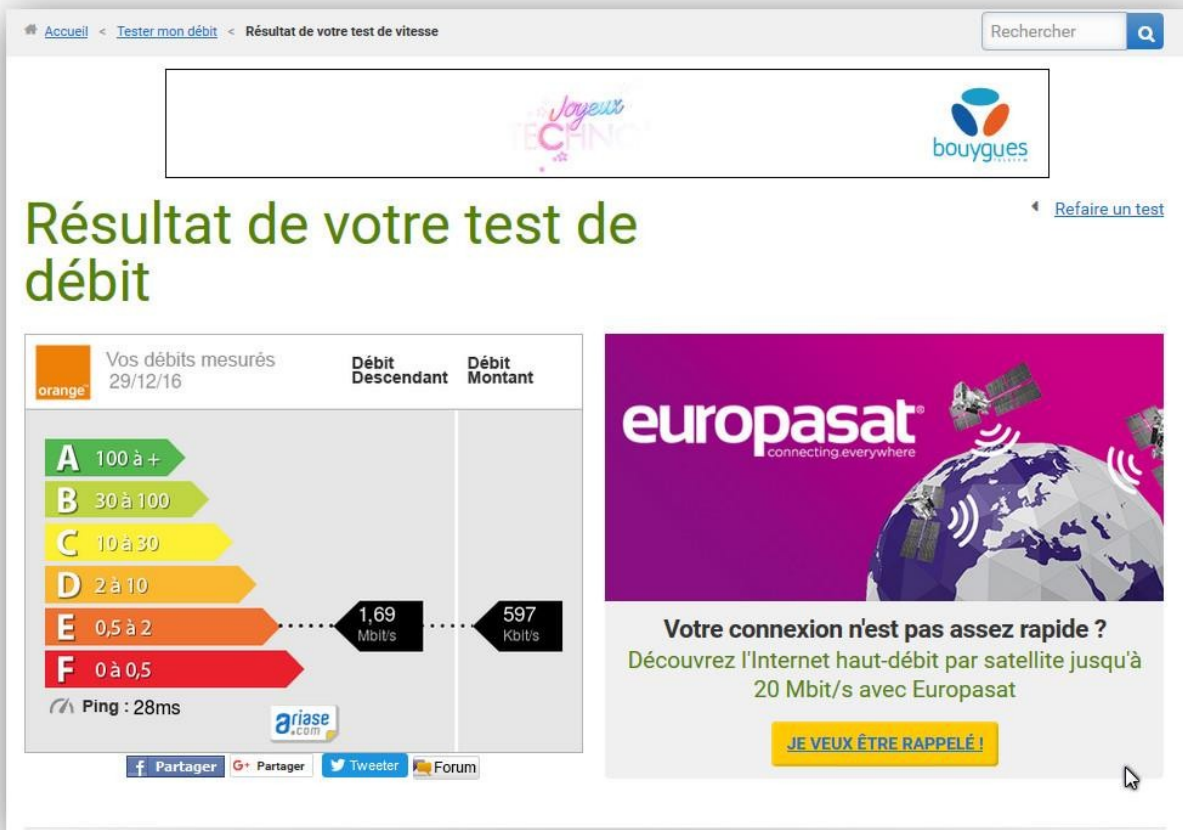 Accueil < Tester mon débit < Résultat de votre test de vitesse
Rechercher
Joyeux
TECHNO
bouygues
TELECOM
Résultat de votre test de
débit
Refaire un test
orange™
Vos débits mesurés
29/12/16
Débit
Descendant
Débit
Montant
A 100 à +
B 30 à 100
C 10 à 30
D 2 à 10
E 0,5 à 2
1,69
Mbit/s
597
Kbit/s
F 0 à 0,5
Ping : 28ms
ariase
.com
f Partager
G+ Partager
Tweeter
Forum
europasat®
connecting.everywhere
Votre connexion n'est pas assez rapide ?
Découvrez l'Internet haut-débit par satellite jusqu'à
20 Mbit/s avec Europasat
JE VEUX ÊTRE RAPPELÉ !